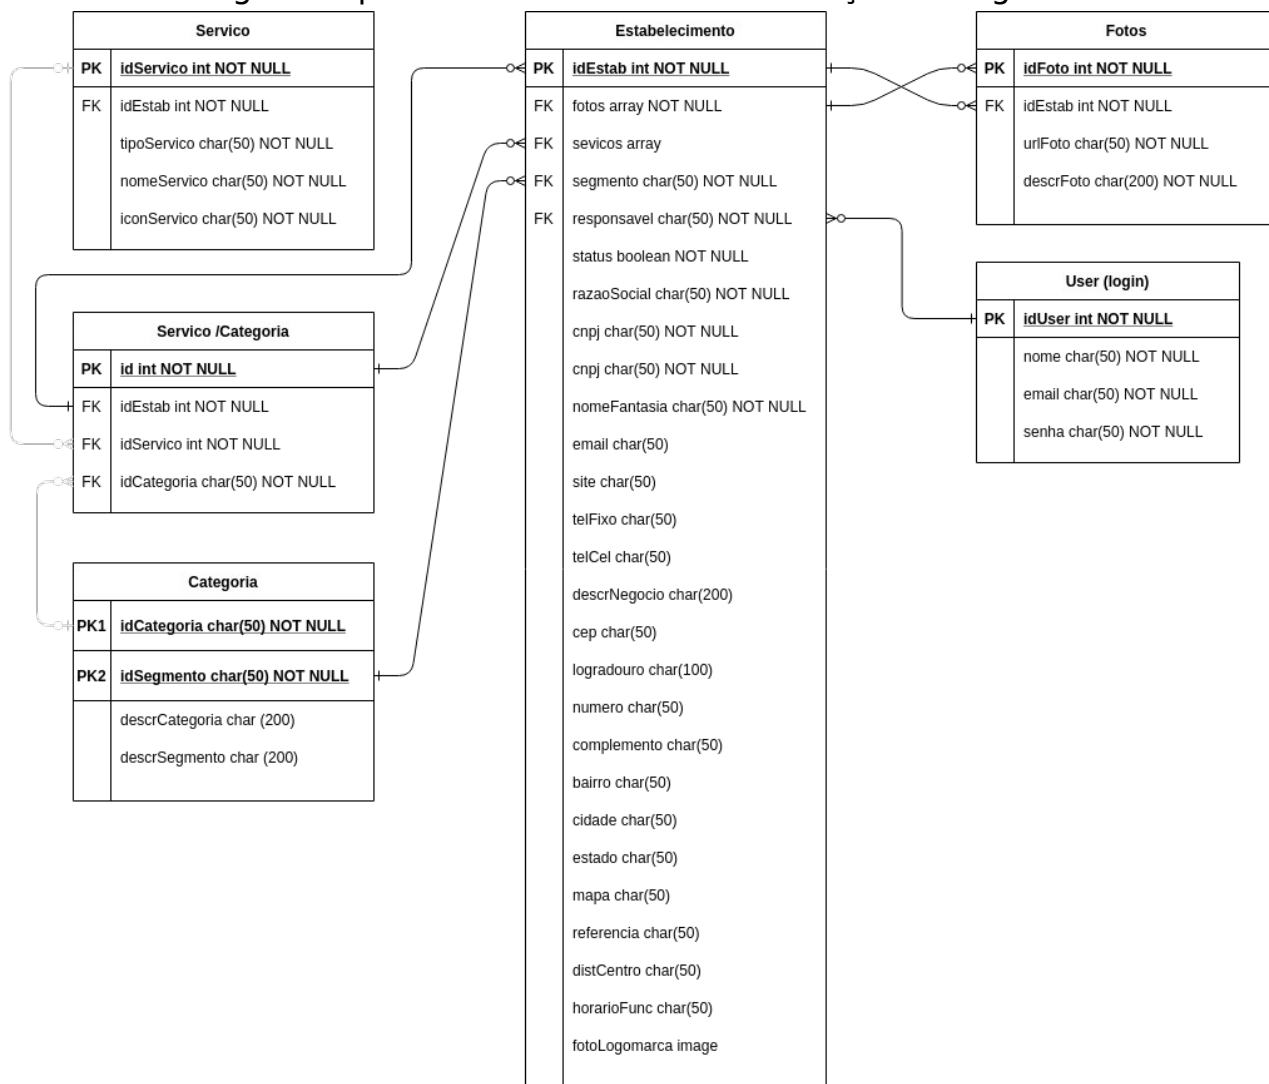 Servico
PK idServico int NOT NULL
FK idEstab int NOT NULL
tipoServico char(50) NOT NULL
nomeServico char(50) NOT NULL
iconServico char(50) NOT NULL
Servico /Categoria
PK id int NOT NULL
FK idEstab int NOT NULL
FK idServico int NOT NULL
FK idCategoria char(50) NOT NULL
Categoria
PK1 idCategoria char(50) NOT NULL
PK2 idSegmento char(50) NOT NULL
descrCategoria char (200)
descrSegmento char (200)
Estabelecimento
PK idEstab int NOT NULL
FK fotos array NOT NULL
FK sevicos array
FK segmento char(50) NOT NULL
FK responsavel char(50) NOT NULL
status boolean NOT NULL
razaoSocial char(50) NOT NULL
cnpj char(50) NOT NULL
cnpj char(50) NOT NULL
nomeFantasia char(50) NOT NULL
email char(50)
site char(50)
telFixo char(50)
telCel char(50)
descrNegocio char(200)
cep char(50)
logradouro char(100)
numero char(50)
complemento char(50)
bairro char(50)
cidade char(50)
estado char(50)
mapa char(50)
referencia char(50)
distCentro char(50)
horarioFunc char(50)
fotoLogomarca image
Fotos
PK idFoto int NOT NULL
FK idEstab int NOT NULL
urlFoto char(50) NOT NULL
descrFoto char(200) NOT NULL
User (login)
PK idUser int NOT NULL
nome char(50) NOT NULL
email char(50) NOT NULL
senha char(50) NOT NULL